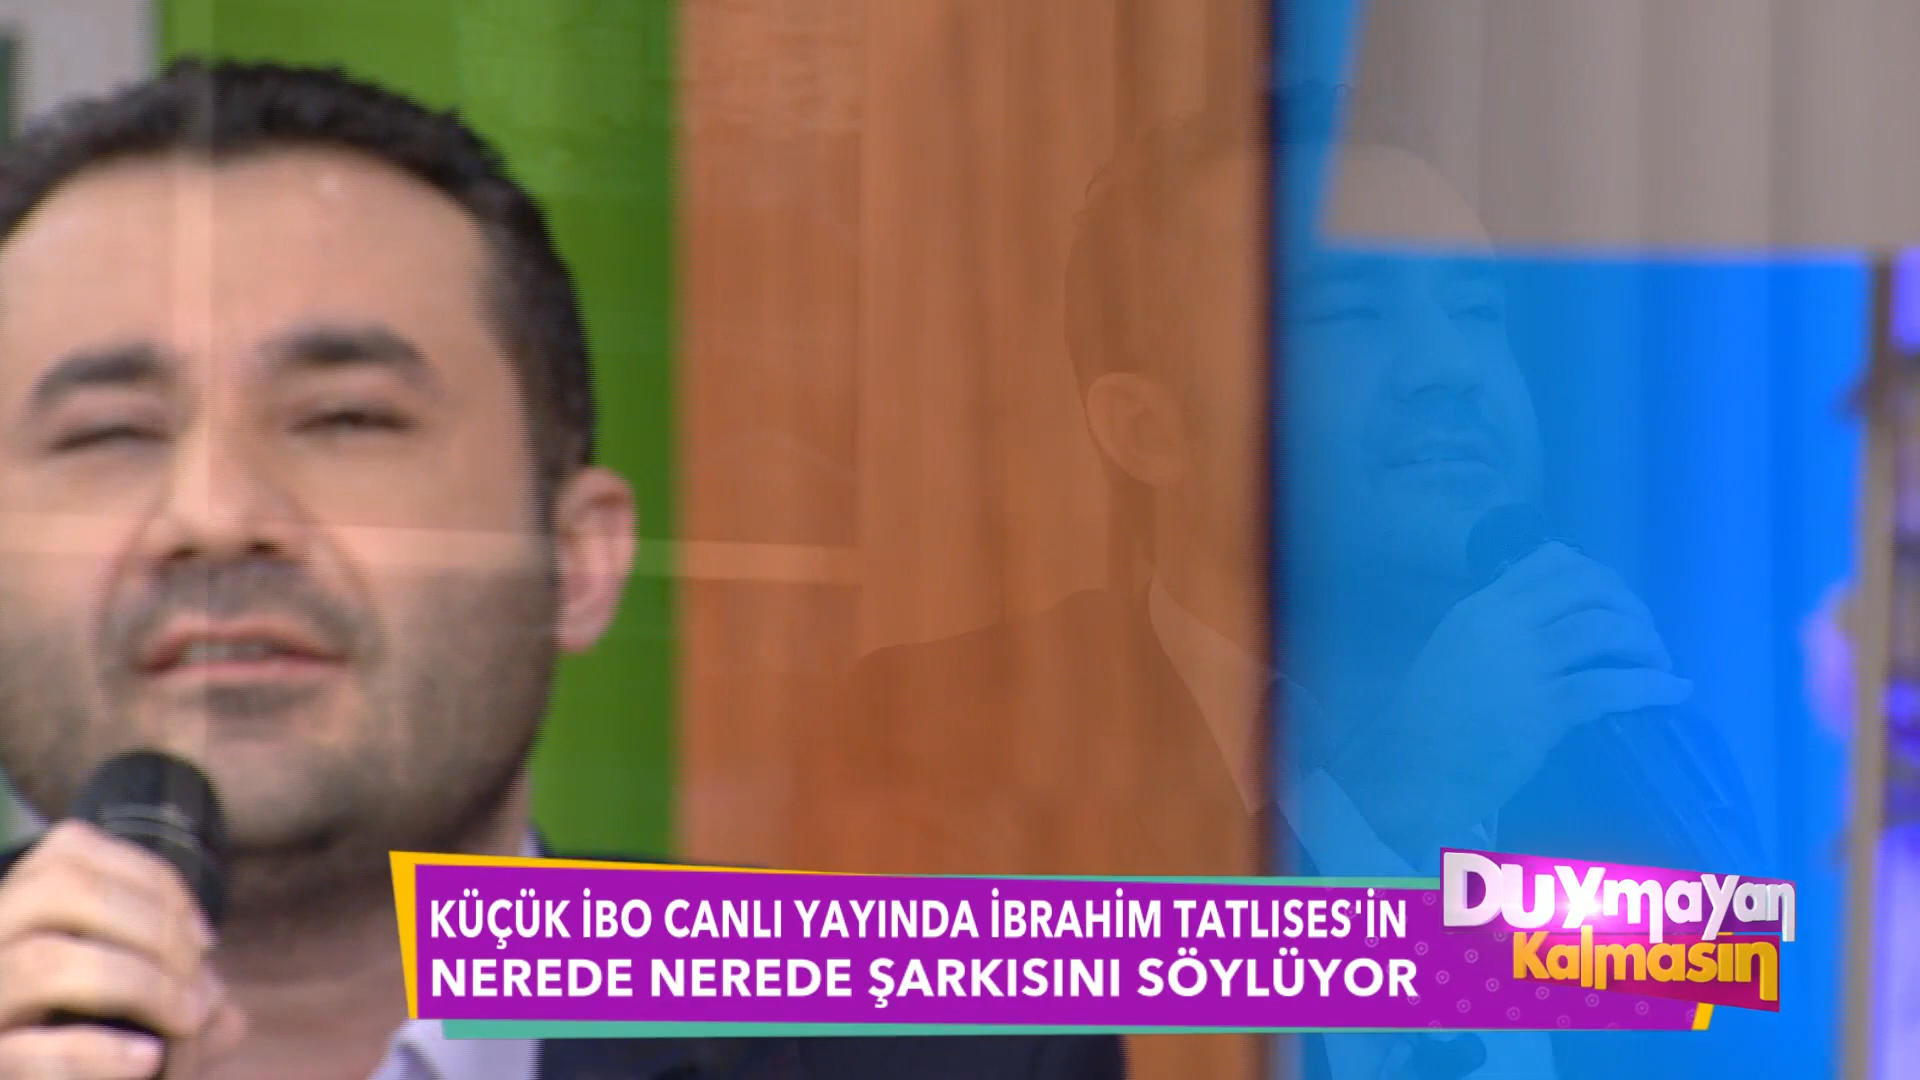 KÜÇÜK İBO CANLI YAYINDA İBRAHİM TATLISES'İN
NEREDE NEREDE ŞARKISINI SÖYLÜYOR
DUYmaYan
Kalmasın